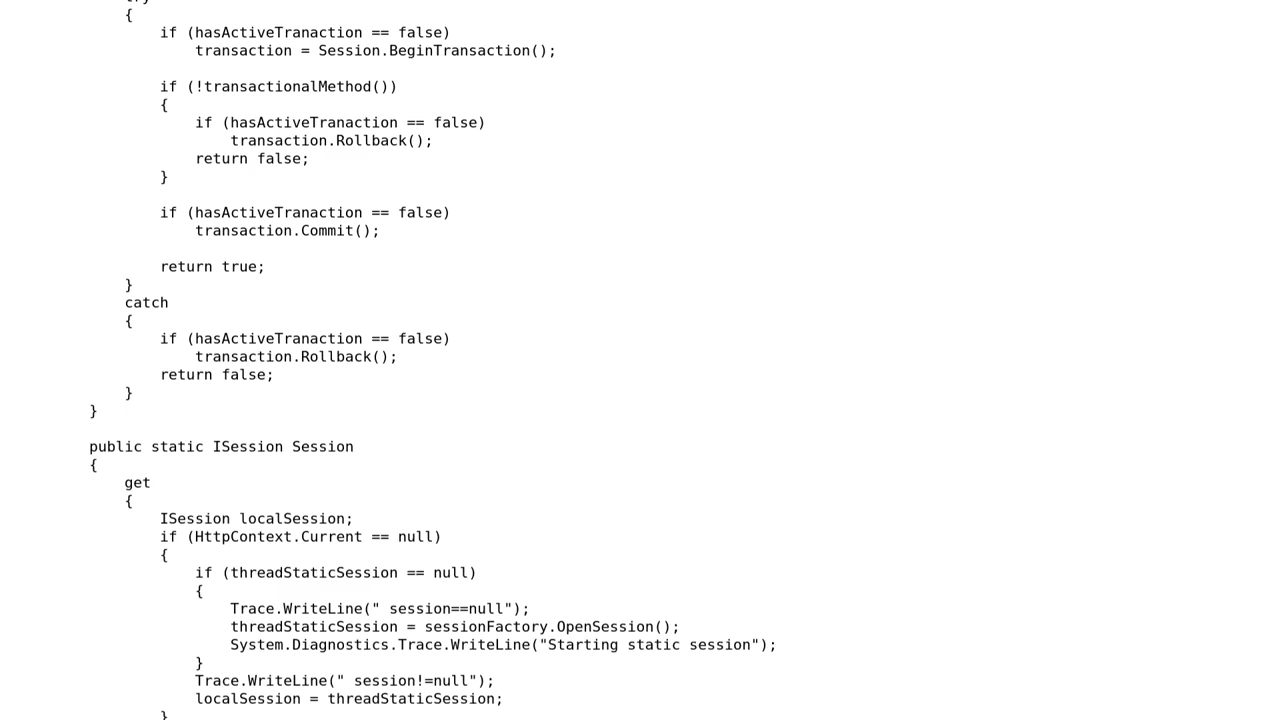 {
if (hasActiveTranaction == false)
transaction = Session.BeginTransaction();
if (!transactionalMethod())
{
if (hasActiveTranaction == false)
transaction.Rollback();
return false;
}
if (hasActiveTranaction == false)
transaction.Commit();
return true;
}
catch
{
if (hasActiveTranaction == false)
transaction.Rollback();
return false;
}
}
public static ISession Session
{
get
{
ISession localSession;
if (HttpContext.Current == null)
{
if (threadStaticSession == null)
{
Trace.WriteLine(" session==null");
threadStaticSession = sessionFactory.OpenSession();
System.Diagnostics.Trace.WriteLine("Starting static session");
}
Trace.WriteLine(" session!=null");
localSession = threadStaticSession;
}